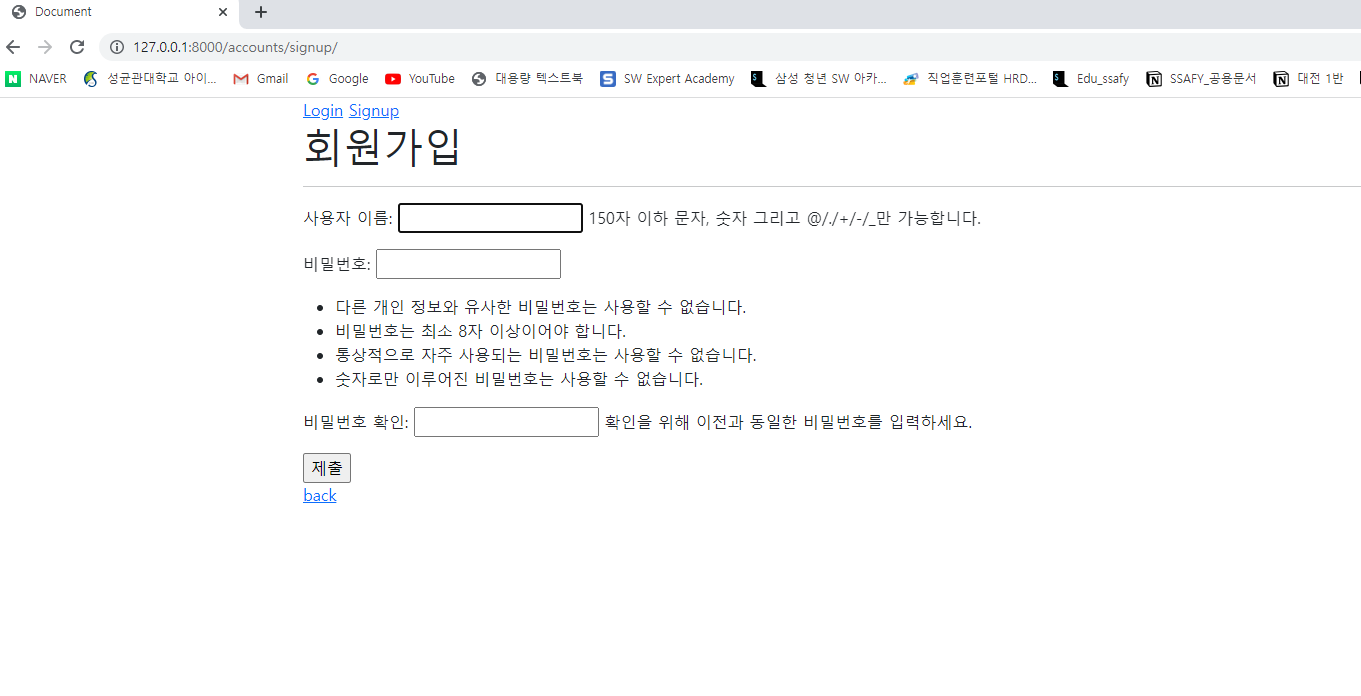 Document
127.0.0.1:8000/accounts/signup/
NAVER 성균관대학교 아이... Gmail Google YouTube 대용량 텍스트북 SW Expert Academy 삼성 청년 SW 아카... 직업훈련포털 HRD... Edu_ssafy SSAFY_공용문서 대전 1반
Login Signup
회원가입
사용자 이름: 150자 이하 문자, 숫자 그리고 @/./+/-/_만 가능합니다.
비밀번호:
다른 개인 정보와 유사한 비밀번호는 사용할 수 없습니다.
비밀번호는 최소 8자 이상이어야 합니다.
통상적으로 자주 사용되는 비밀번호는 사용할 수 없습니다.
숫자로만 이루어진 비밀번호는 사용할 수 없습니다.
비밀번호 확인: 확인을 위해 이전과 동일한 비밀번호를 입력하세요.
제출
back